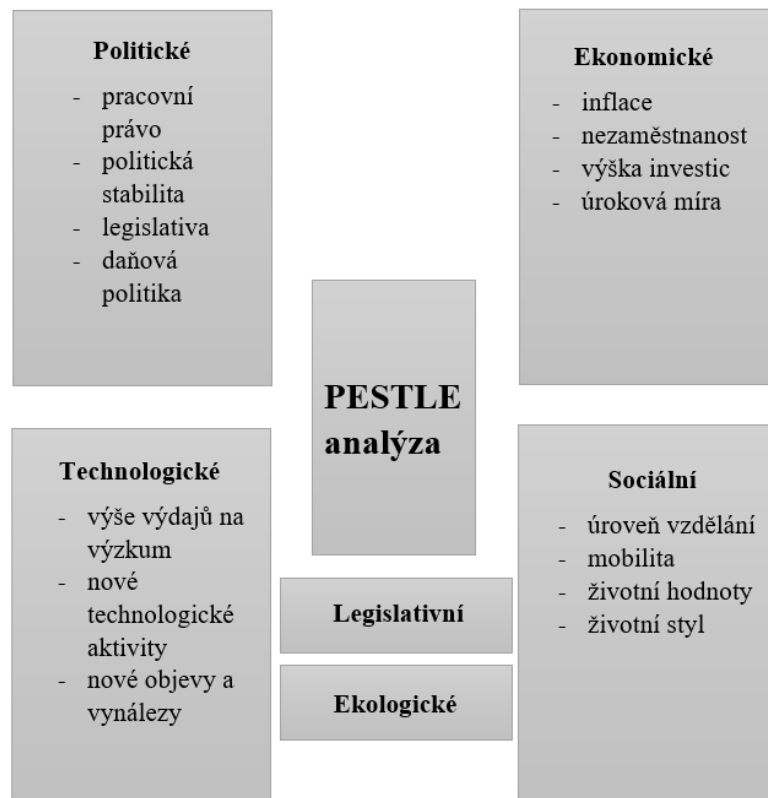 Politické
- pracovní
právo
- politická
stabilita
- legislativa
- daňová
politika
Ekonomické
- inflace
- nezaměstnanost
- výška investic
- úroková míra
PESTLE
analýza
Technologické
- výše výdajů na
výzkum
- nové
technologické
aktivity
- nové objevy a
vynálezy
Legislativní
Ekologické
Sociální
- úroveň vzdělání
- mobilita
- životní hodnoty
- životní styl